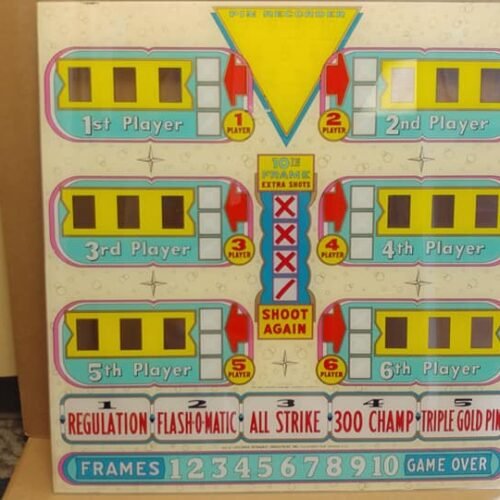 PIN RECORDER
1st Player
1 PLAYER
2 PLAYER
2nd Player
10TH
FRAME
EXTRA SHOTS
X
X
X
/
SHOOT
AGAIN
3rd Player
3 PLAYER
4 PLAYER
4th Player
5th Player
5 PLAYER
6 PLAYER
6th Player
1 2 3 4 5
REGULATION FLASH-O-MATIC ALL STRIKE 300 CHAMP TRIPLE GOLD PIN
FRAMES 1 2 3 4 5 6 7 8 9 10 GAME OVER